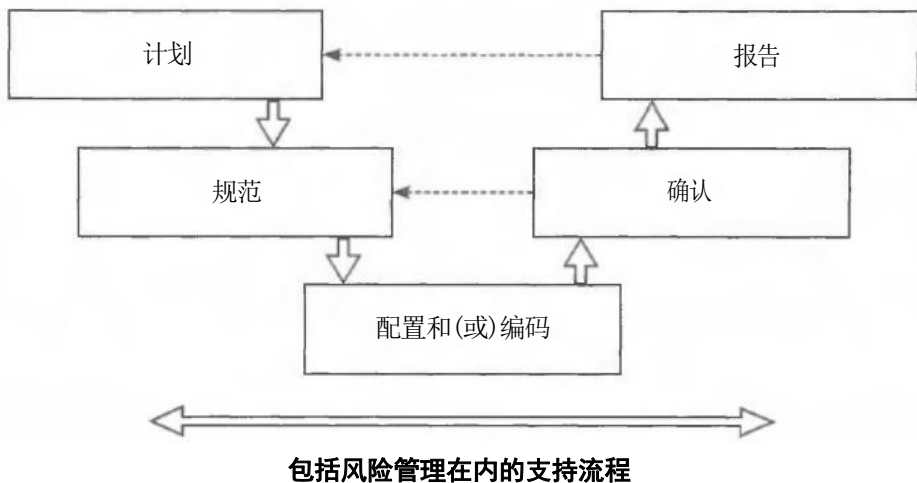 计划
报告
规范
确认
配置和(或)编码
包括风险管理在内的支持流程